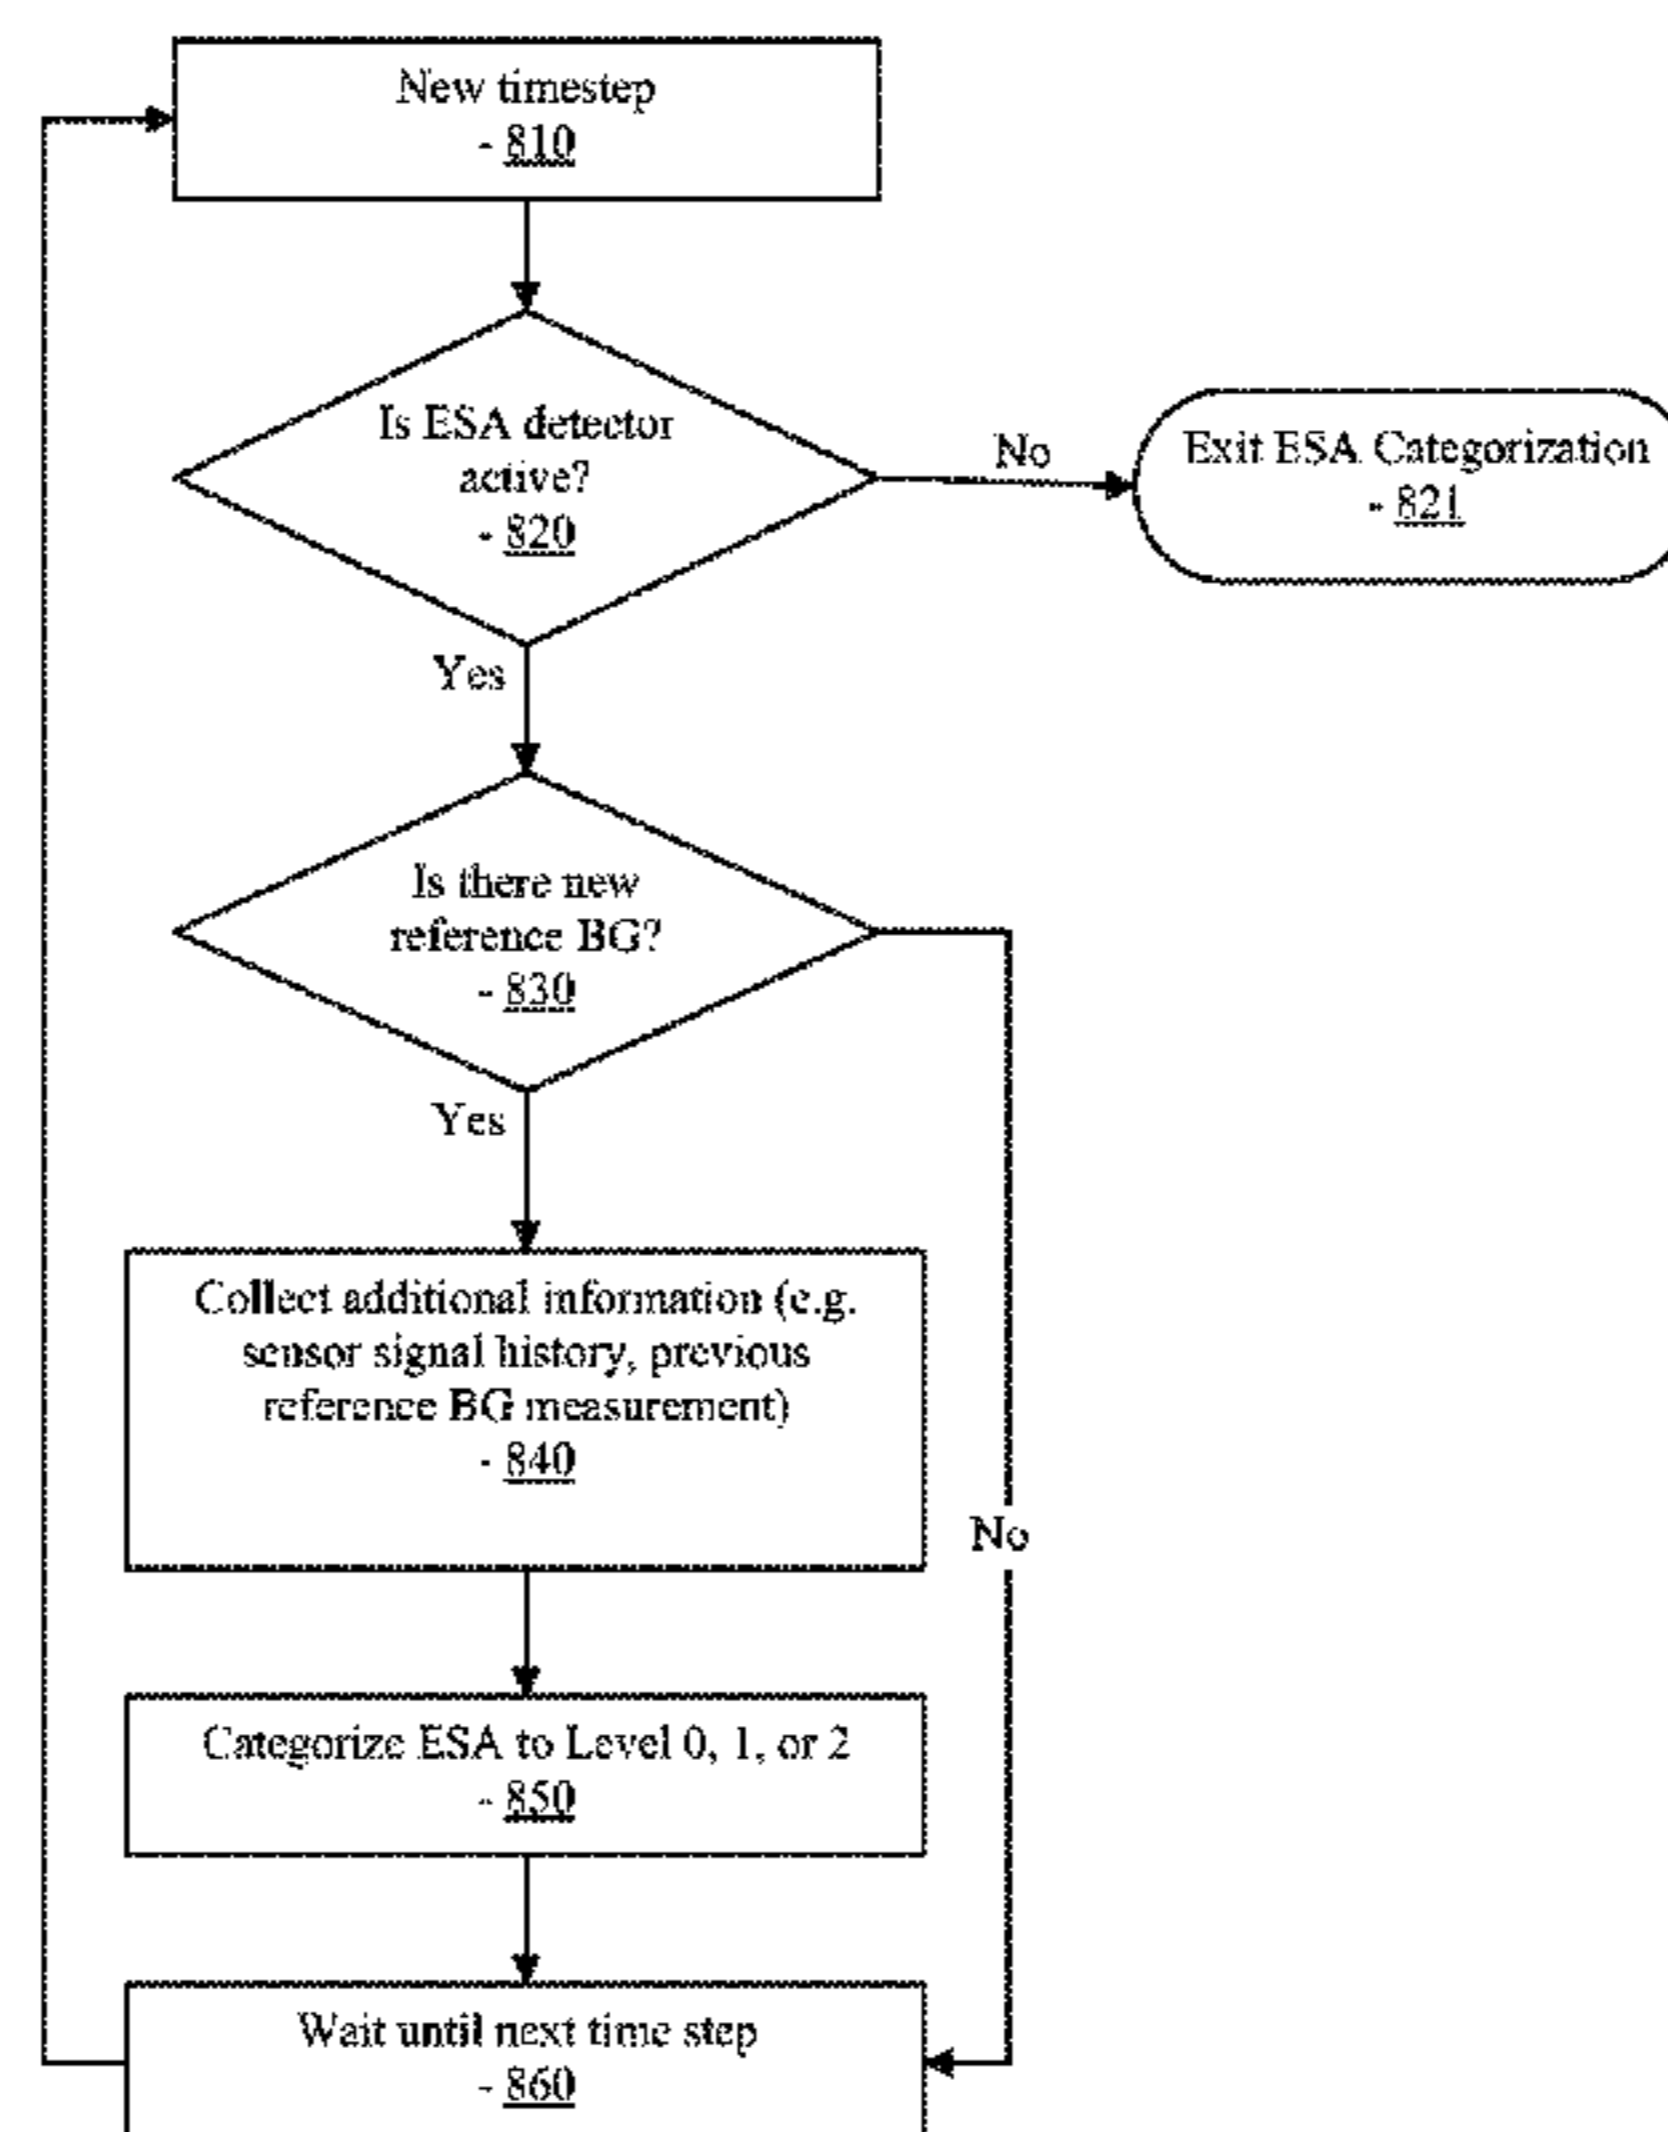 New timestep
- 810
Is ESA detector
active?
- 820
No
Exit ESA Categorization
- 821
Yes
Is there new
reference BG?
- 830
Yes
Collect additional information (e.g.
sensor signal history, previous
reference BG measurement)
- 840
No
Categorize ESA to Level 0, 1, or 2
- 850
Wait until next time step
- 860